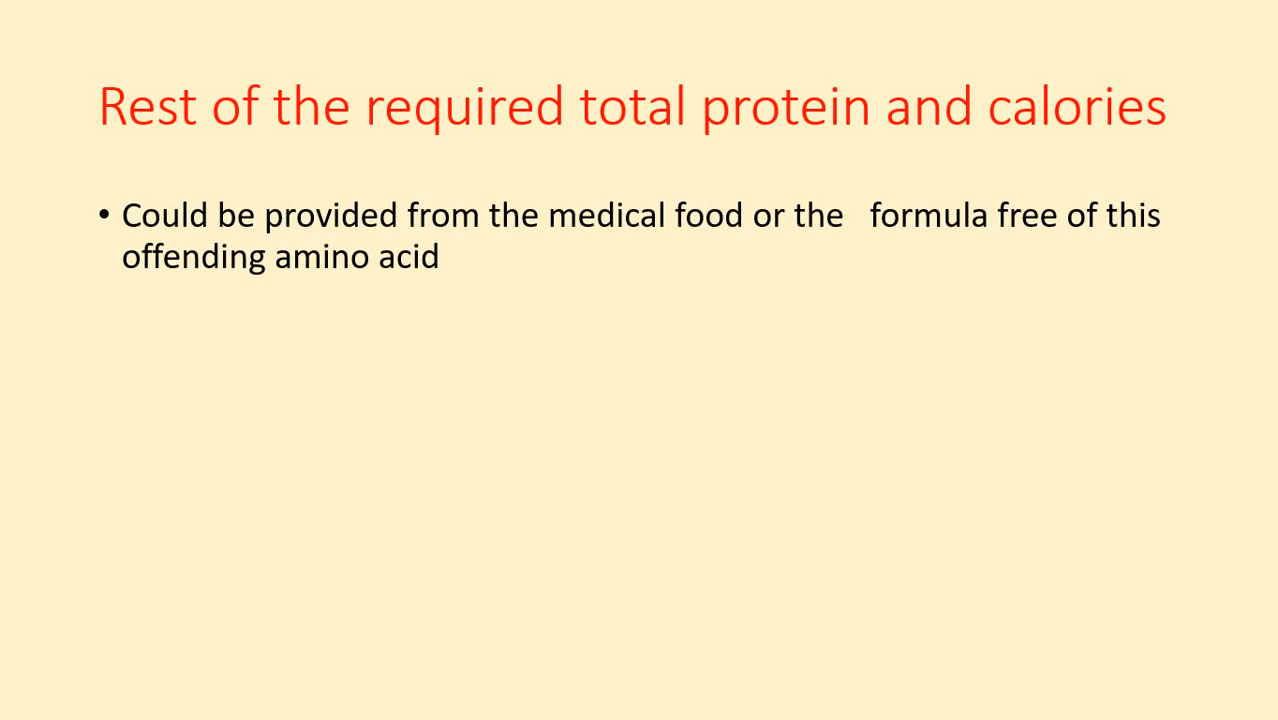 Rest of the required total protein and calories
• Could be provided from the medical food or the   formula free of this
offending amino acid